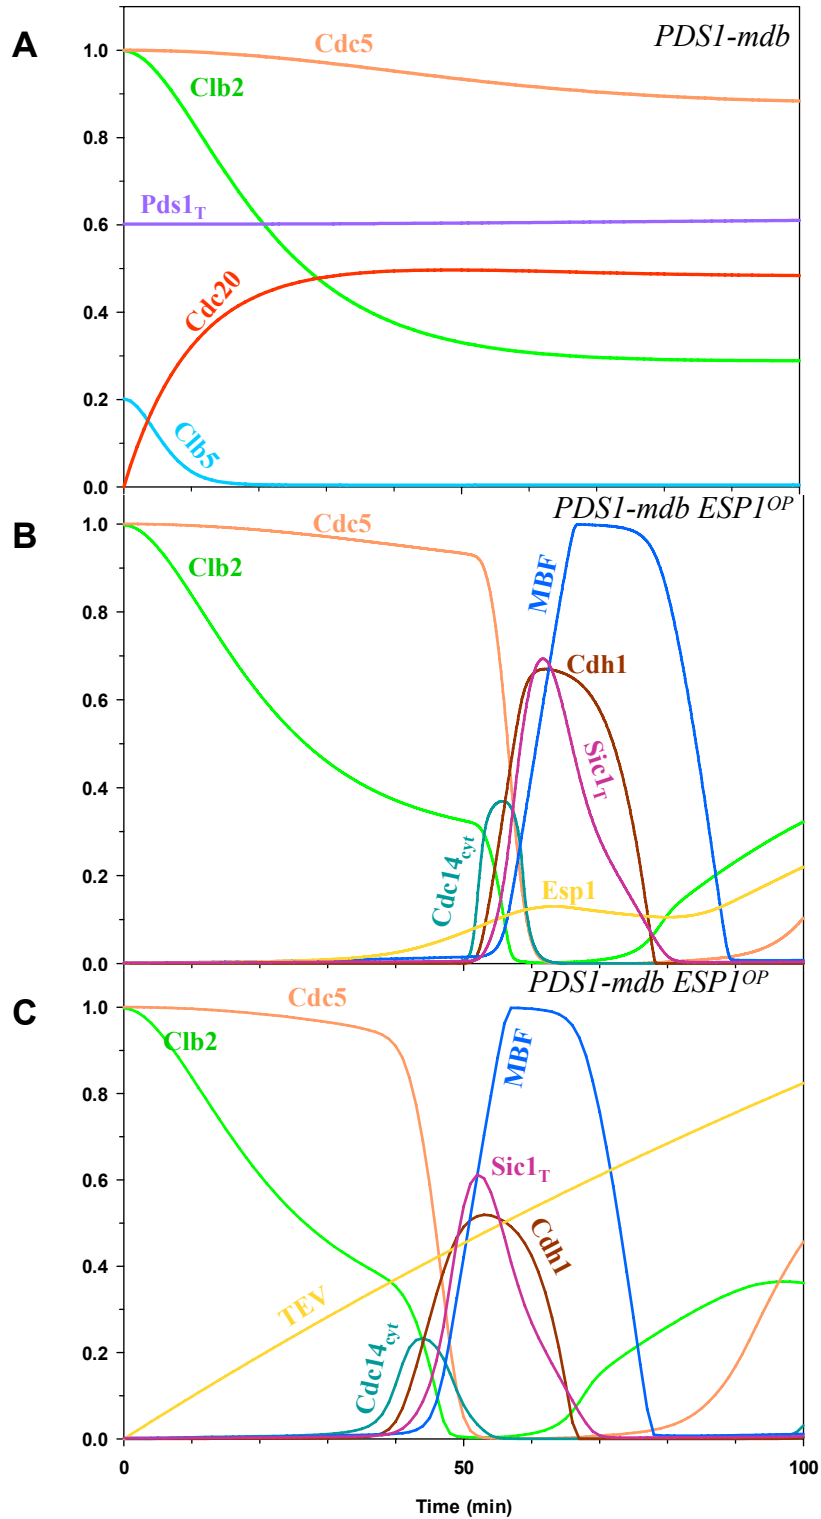 A
PDS1-mdb
1.0
0.8
0.6
0.4
0.2
0.0
Cdc5
Clb2
Pds1T
Cdc20
Clb5
B
PDS1-mdb ESP1OP
1.0
0.8
0.6
0.4
0.2
0.0
Cdc5
Clb2
MBF
Cdh1
Sic1T
Cdc14cyt
Esp1
C
PDS1-mdb ESP1OP
1.0
0.8
0.6
0.4
0.2
0.0
Cdc5
Clb2
MBF
Sic1T
Cdh1
TEV
Cdc14cyt
0 50 100
Time (min)